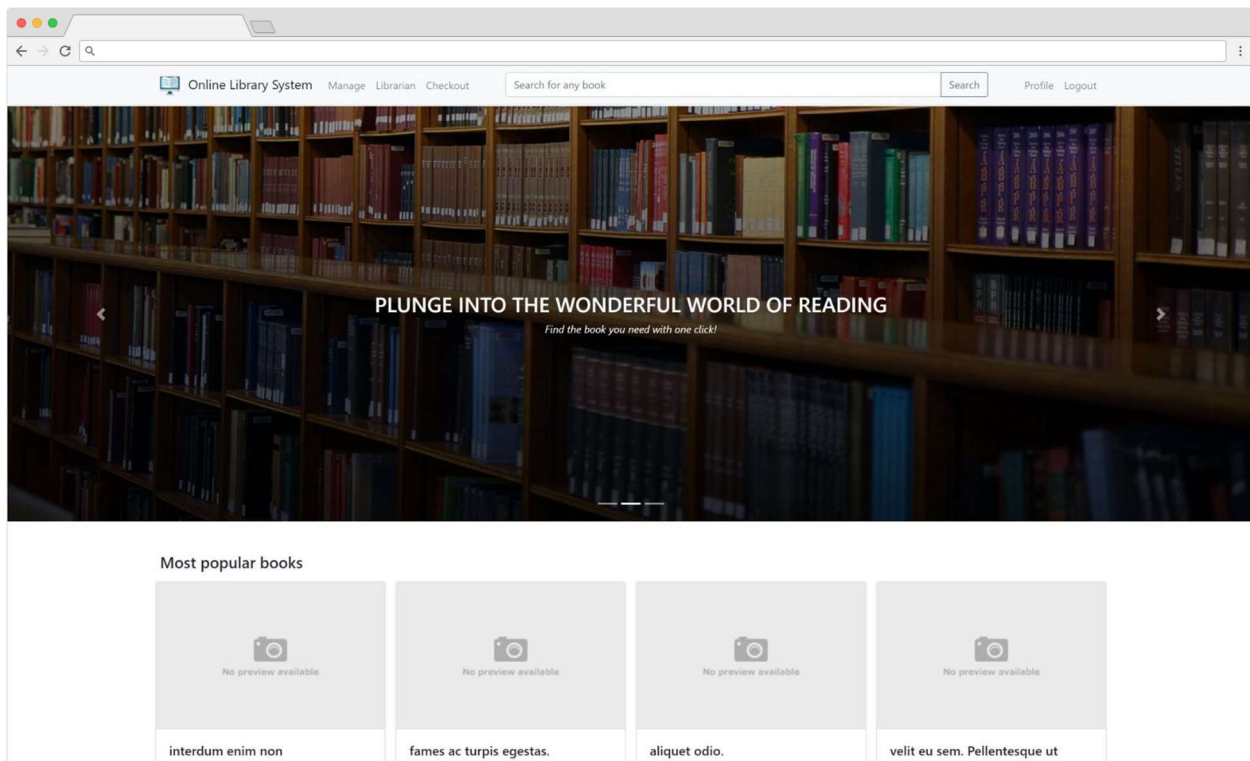 Online Library System Manage Librarian Checkout Search for any book Search Profile Logout
PLUNGE INTO THE WONDERFUL WORLD OF READING
Find the book you need with one click!
Most popular books
No preview available No preview available No preview available No preview available
interdum enim non fames ac turpis egestas. aliquet odio. velit eu sem. Pellentesque ut